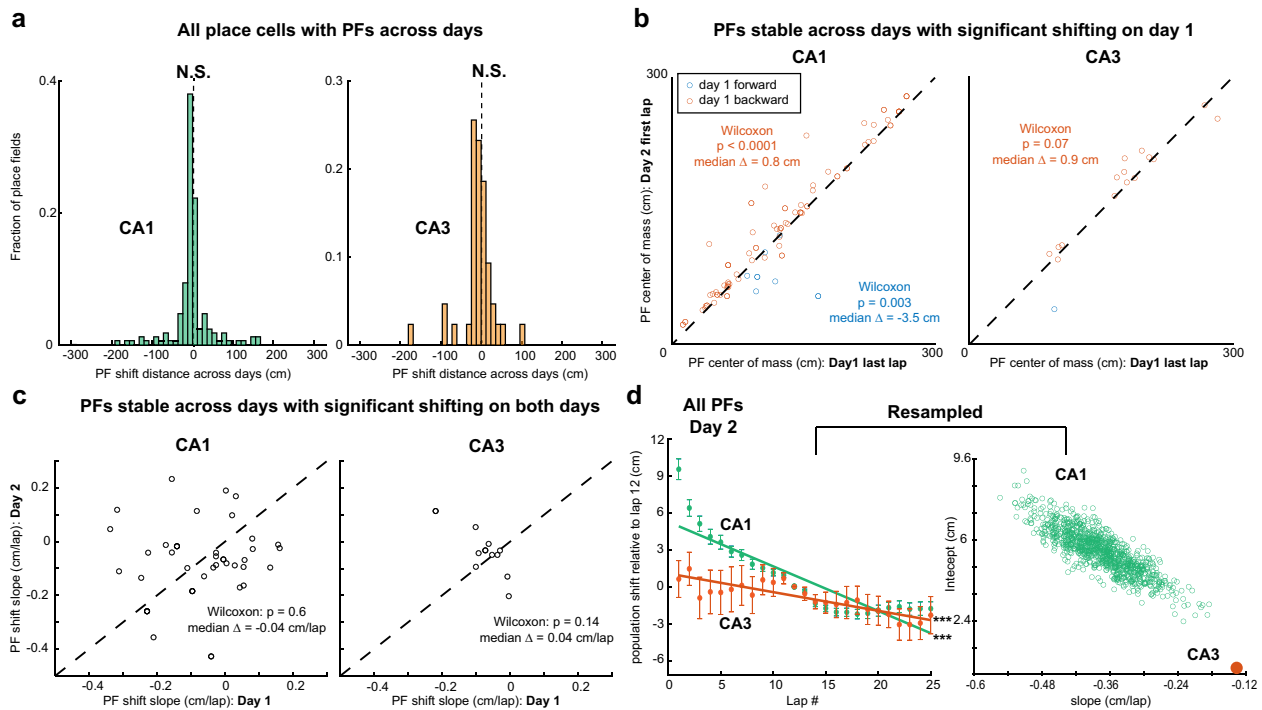 a
All place cells with PFs across days
N.S.
N.S.
Fraction of place fields
0.4
0.2
0
CA1
-300 -200 -100 0 100 200 300
PF shift distance across days (cm)
0.3
0.2
0.1
0
CA3
-300 -200 -100 0 100 200 300
PF shift distance across days (cm)
b
PFs stable across days with significant shifting on day 1
CA1
CA3
PF center of mass (cm): Day 2 first lap
300
day 1 forward
day 1 backward
Wilcoxon
p < 0.0001
median Δ = 0.8 cm
Wilcoxon
p = 0.003
median Δ = -3.5 cm
0
300
PF center of mass (cm): Day1 last lap
Wilcoxon
p = 0.07
median Δ = 0.9 cm
0
300
PF center of mass (cm): Day1 last lap
c
PFs stable across days with significant shifting on both days
CA1
CA3
PF shift slope (cm/lap): Day 2
0.2
0
-0.2
-0.4
Wilcoxon: p = 0.6
median Δ = -0.04 cm/lap
-0.4 -0.2 0 0.2
PF shift slope (cm/lap): Day 1
Wilcoxon: p = 0.14
median Δ = 0.04 cm/lap
-0.4 -0.2 0 0.2
PF shift slope (cm/lap): Day 1
d
All PFs
Day 2
Resampled
population shift relative to lap 12 (cm)
12
9
6
3
0
-3
-6
CA1
CA3
***
***
0 5 10 15 20 25
Lap #
Intecept (cm)
9.6
6
2.4
CA1
CA3
-0.6 -0.48 -0.36 -0.24 -0.12
slope (cm/lap)